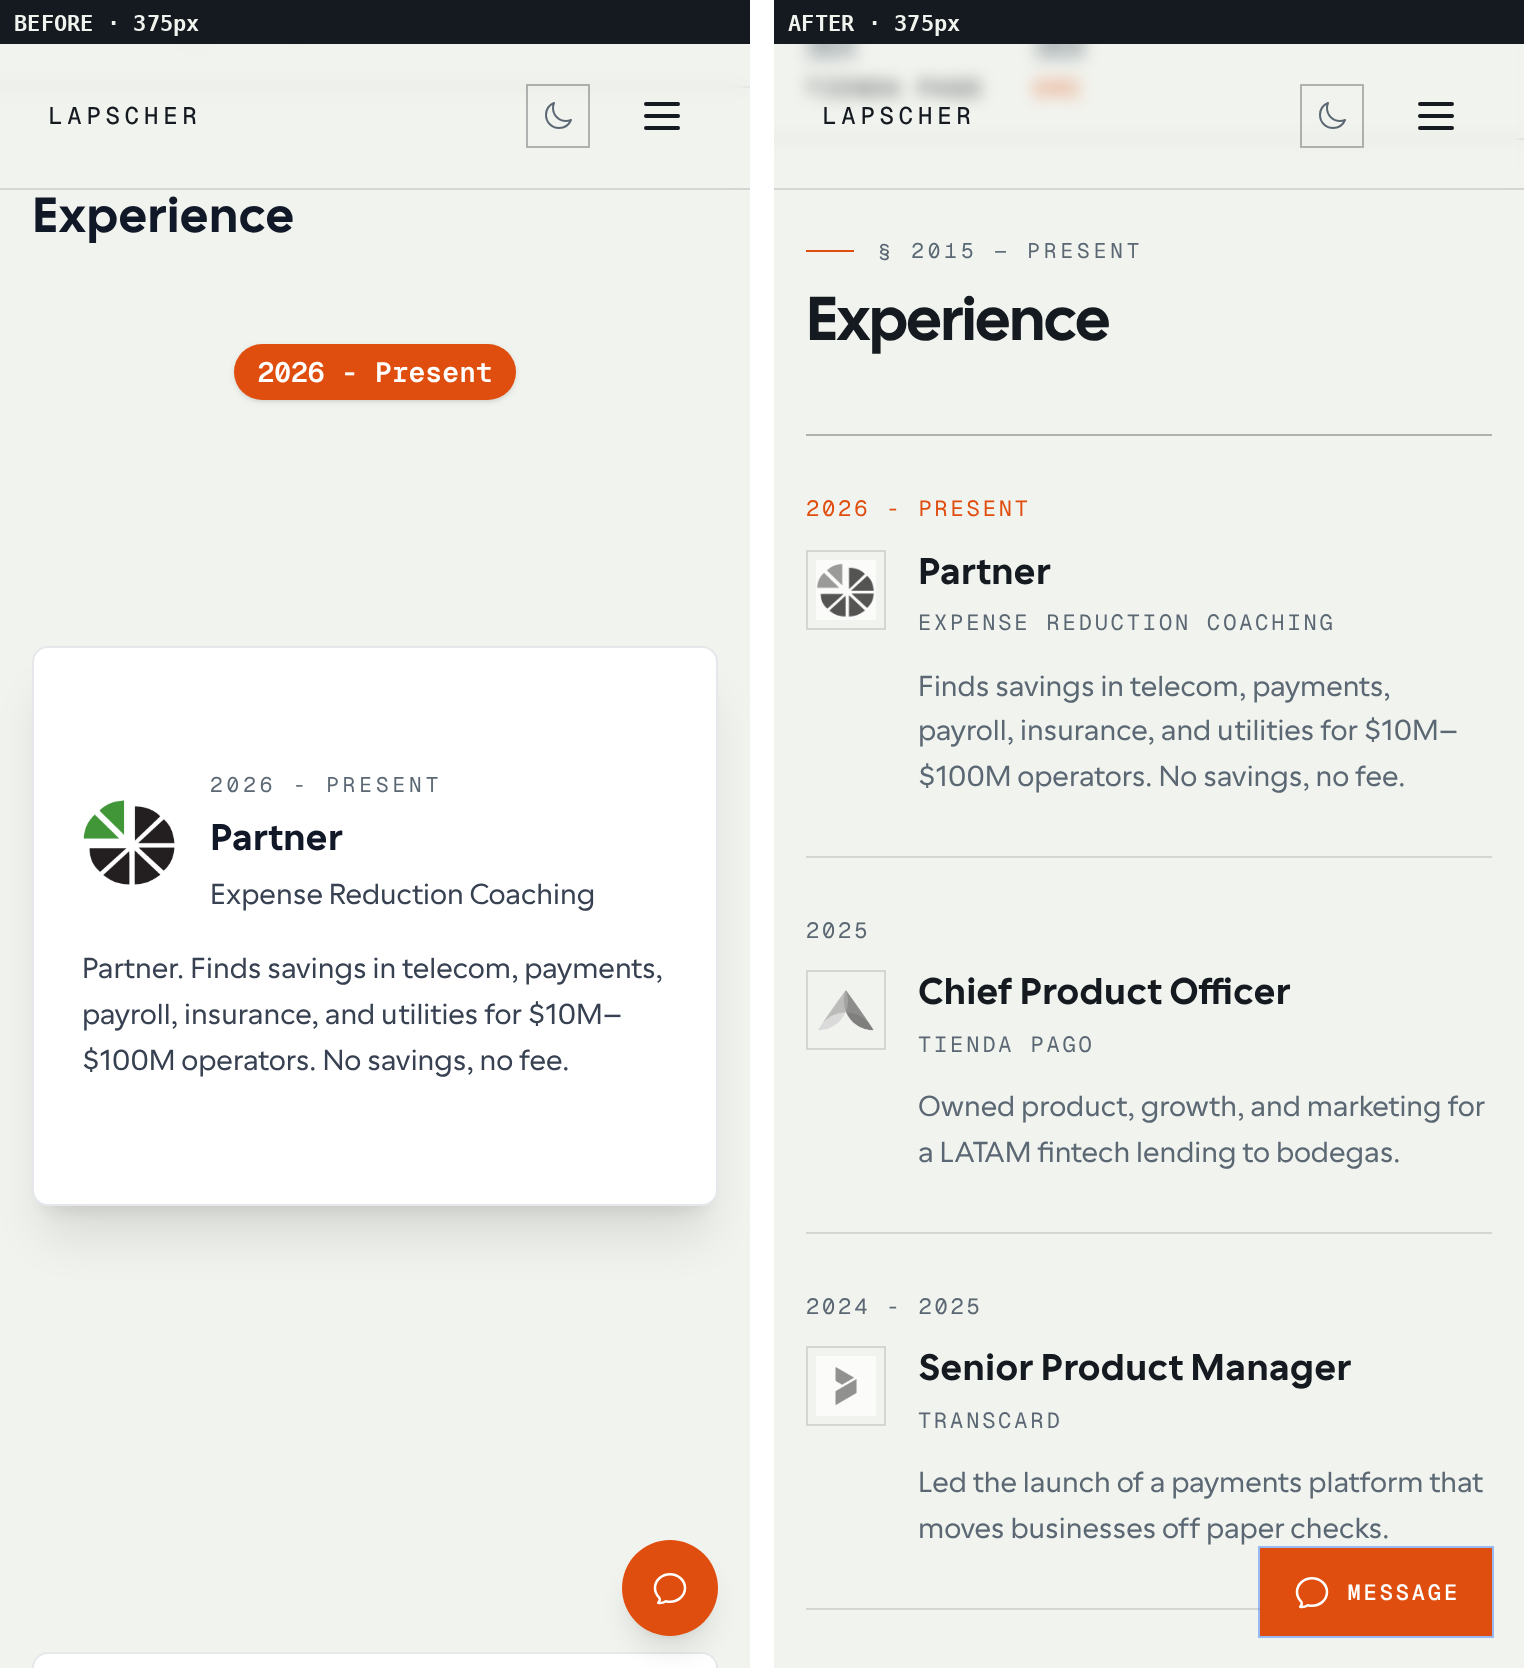 BEFORE · 375px
LAPSCHER
Experience
2026 - Present
2026 - PRESENT
Partner
Expense Reduction Coaching
Partner. Finds savings in telecom, payments,
payroll, insurance, and utilities for $10M–
$100M operators. No savings, no fee.
AFTER · 375px
TIENDA PAGO
LAPSCHER
§ 2015 — PRESENT
Experience
2026 - PRESENT
Partner
EXPENSE REDUCTION COACHING
Finds savings in telecom, payments,
payroll, insurance, and utilities for $10M–
$100M operators. No savings, no fee.
2025
Chief Product Officer
TIENDA PAGO
Owned product, growth, and marketing for
a LATAM fintech lending to bodegas.
2024 - 2025
Senior Product Manager
TRANSCARD
Led the launch of a payments platform that
moves businesses off paper checks.
MESSAGE